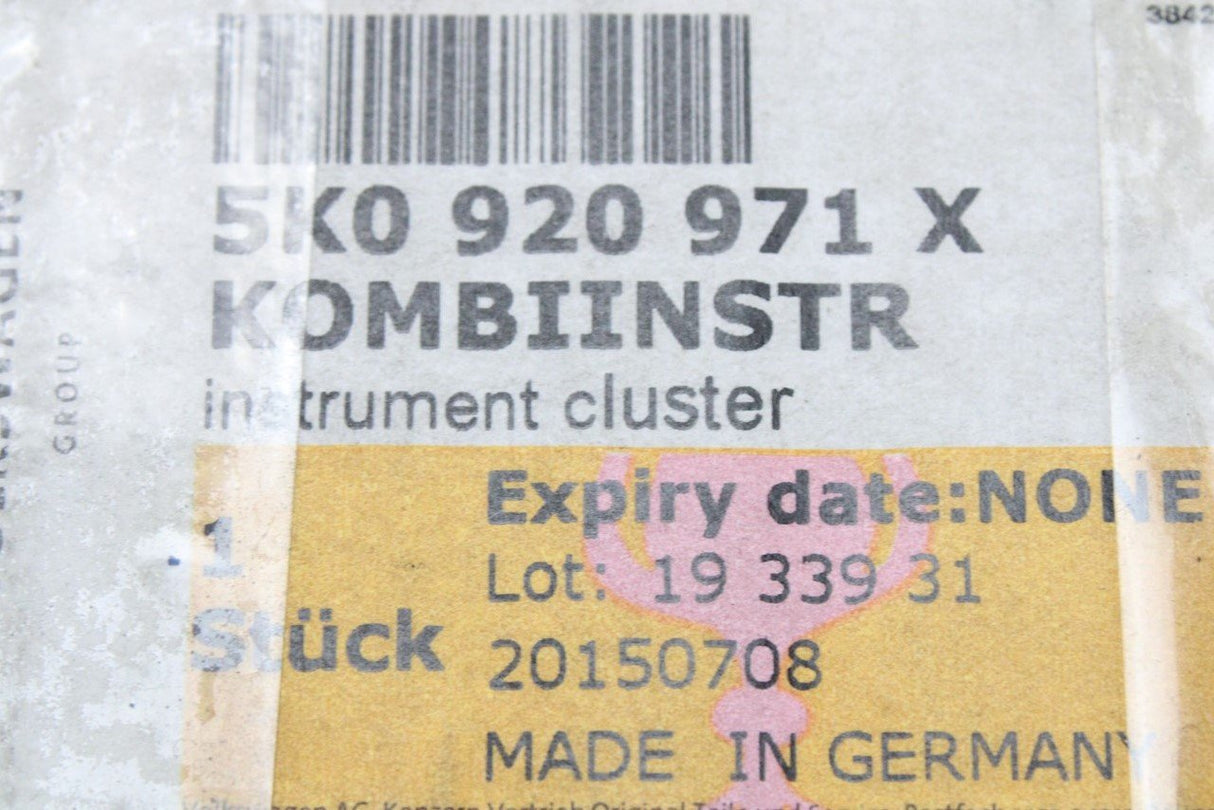 3842
5K0 920 971 X
KOMBIINSTR
instrument cluster
GROUP
Expiry date:NONE
1
Lot: 19 339 31
Stück
20150708
MADE IN GERMANY